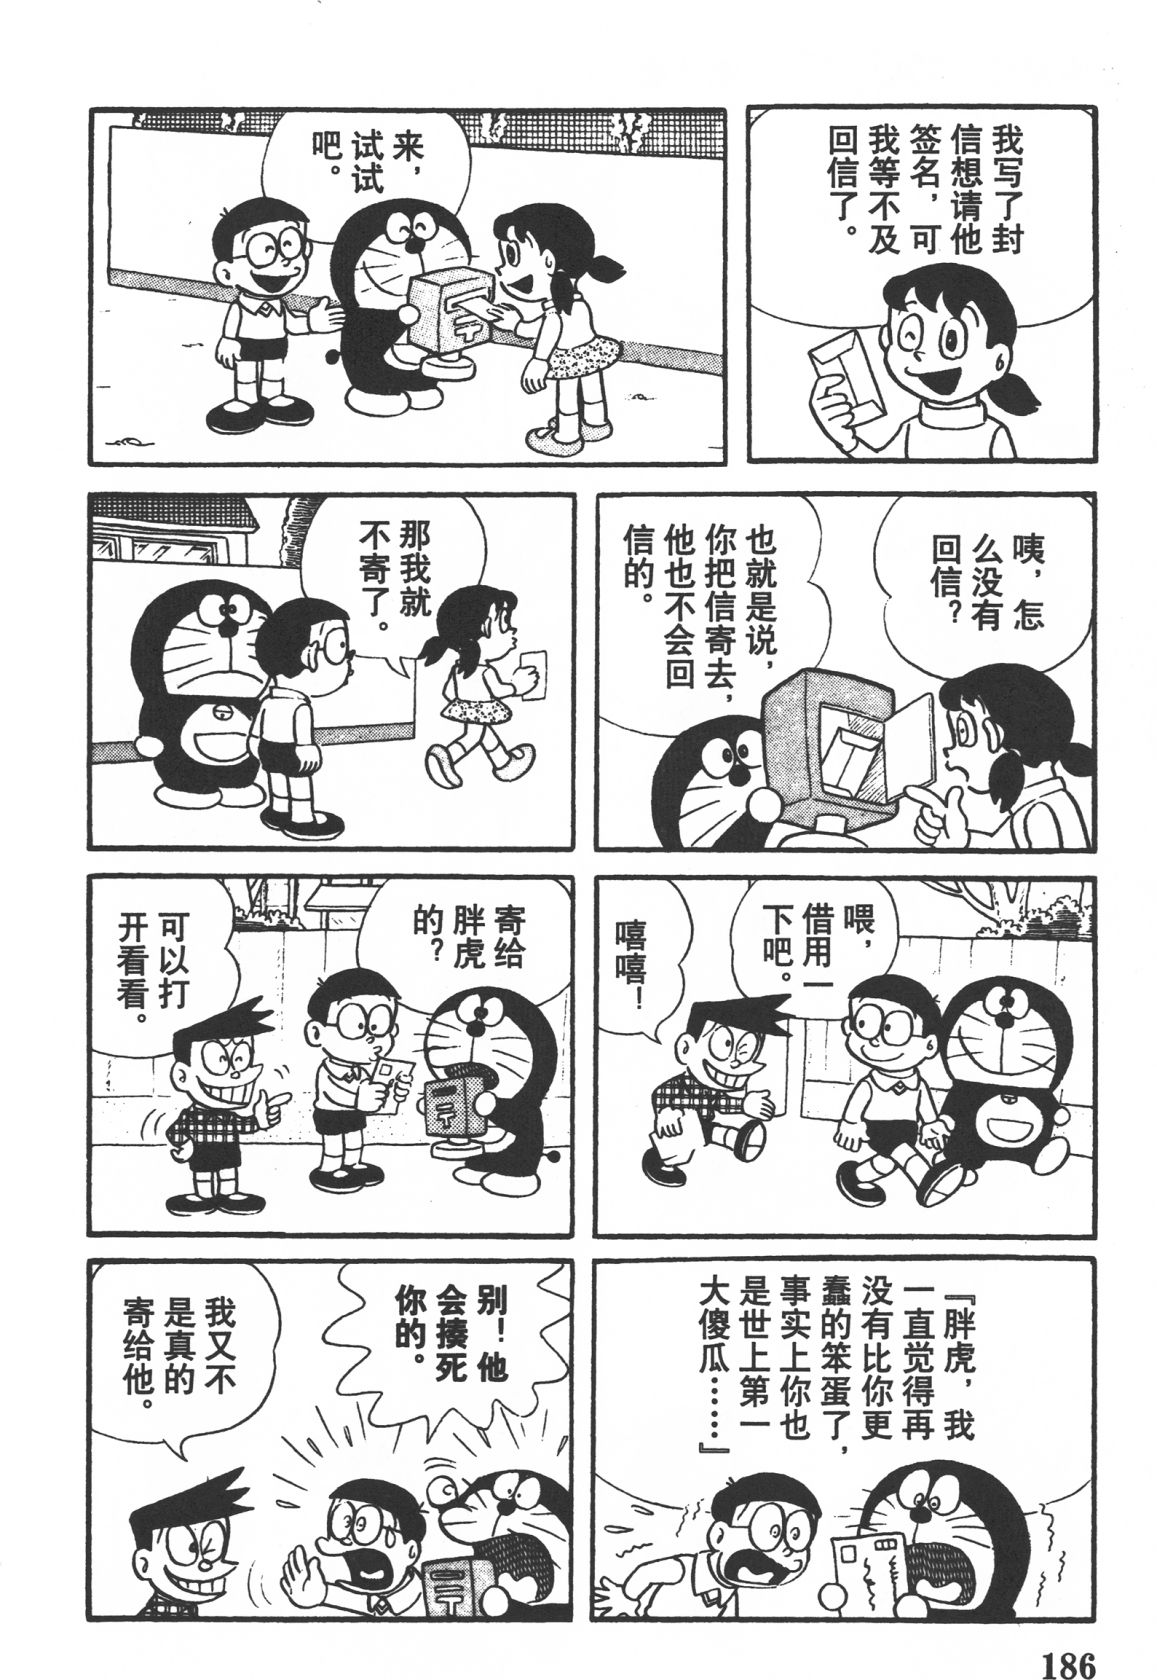 我写了封
信想请他
签名，可
我等不及
回信了。
来，
试试
吧。
咦，怎
么没有
回信？
也就是说，
你把信寄去，
他也不会回
信的。
那我就
不寄了。
喂，
借用一
下吧。
嘻嘻！
寄给
胖虎
的？
可以打
开看看。
『胖虎，我
一直觉得再
没有比你更
蠢的笨蛋了，
事实上你也
是世上第一
大傻瓜……』
别！他
会揍死
你的。
我又不
是真的
寄给他。
186